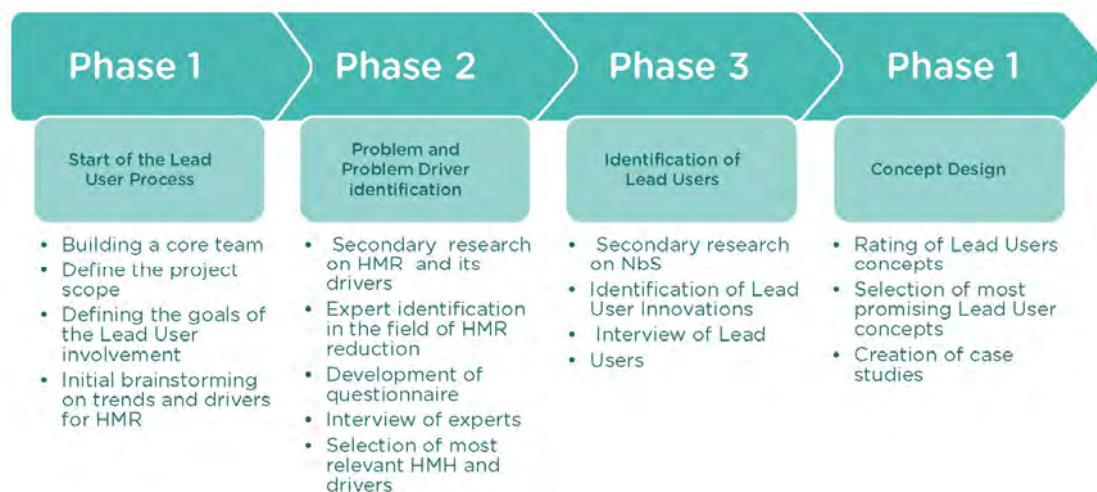 Phase 1
Phase 2
Phase 3
Phase 1
Start of the Lead
User Process
Problem and
Problem Driver
identification
Identification of
Lead Users
Concept Design
• Building a core team
• Define the project
scope
• Defining the goals of
the Lead User
involvement
• Initial brainstorming
on trends and drivers
for HMR
• Secondary research
on HMR and its
drivers
• Expert identification
in the field of HMR
reduction
• Development of
questionnaire
• Interview of experts
• Selection of most
relevant HMH and
drivers
• Secondary research
on NbS
• Identification of Lead
User Innovations
• Interview of Lead
• Users
• Rating of Lead Users
concepts
• Selection of most
promising Lead User
concepts
• Creation of case
studies